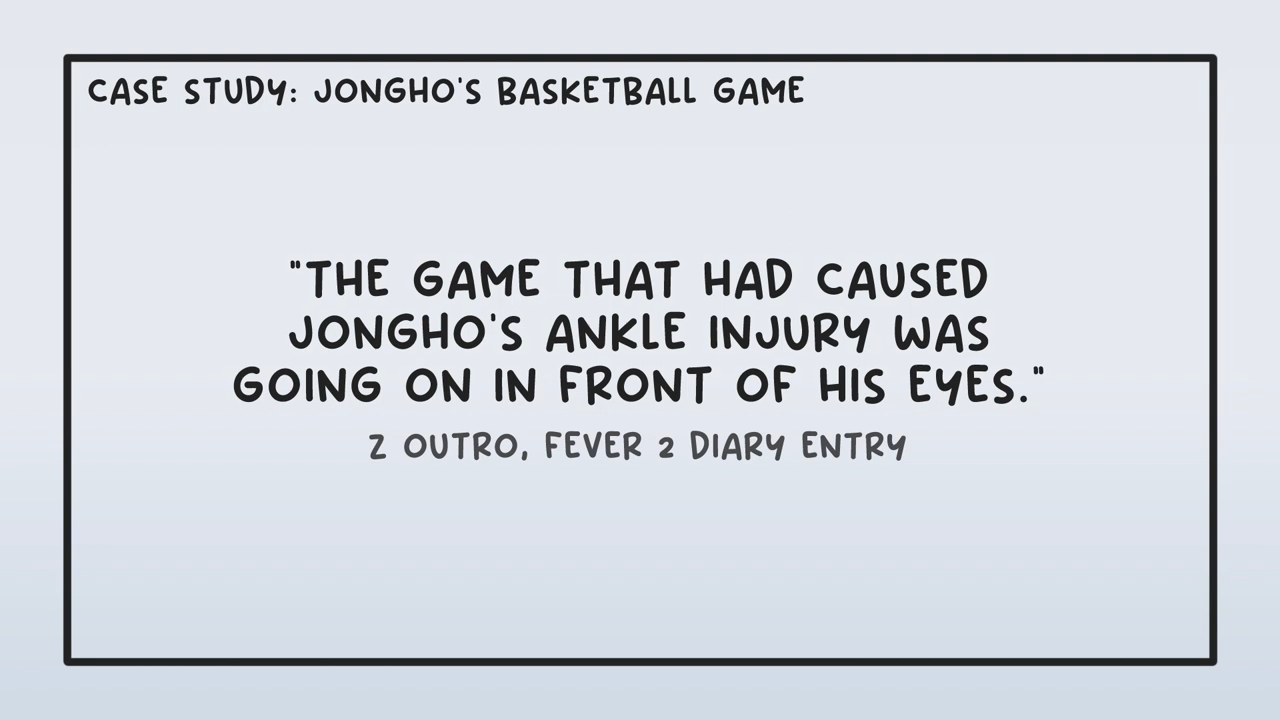 CASE STUDY: JONGHO'S BASKETBALL GAME
"THE GAME THAT HAD CAUSED
JONGHO'S ANKLE INJURY WAS
GOING ON IN FRONT OF HIS EYES."
Z OUTRO, FEVER 2 DIARY ENTRY